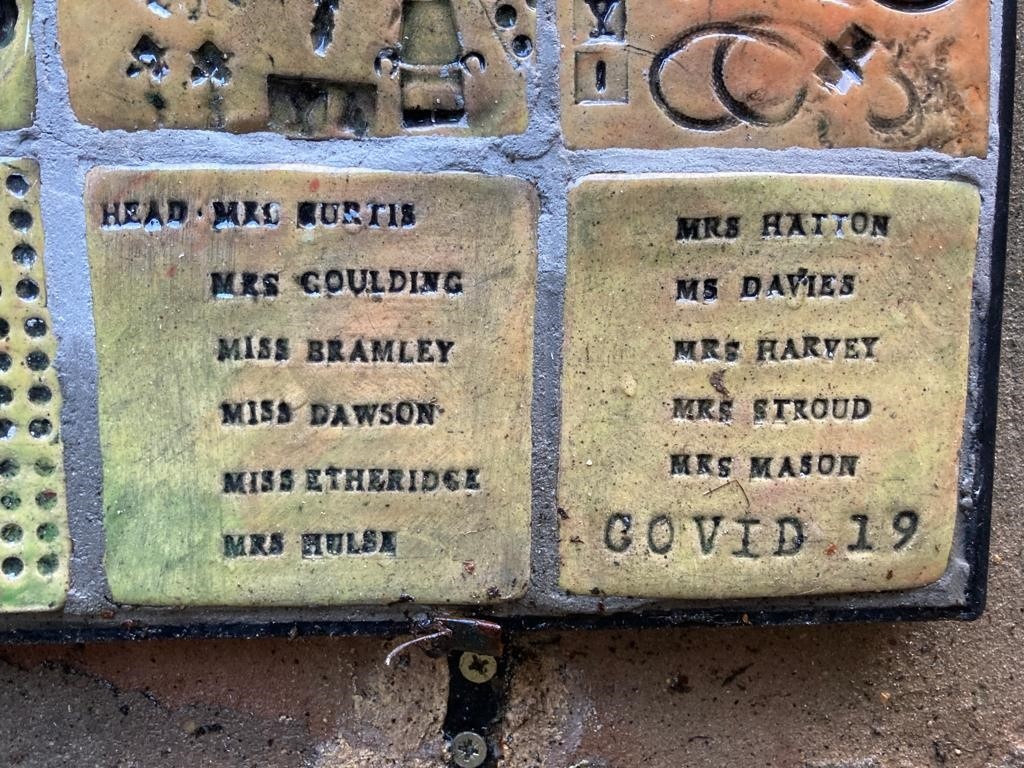 HEAD · MRS CURTIS
MRS GOULDING
MISS BRAMLEY
MISS DAWSON
MISS ETHERIDGE
MRS HULSE
MRS HATTON
MS DAVIES
MRS HARVEY
MRS STROUD
MRS MASON
COVID 19